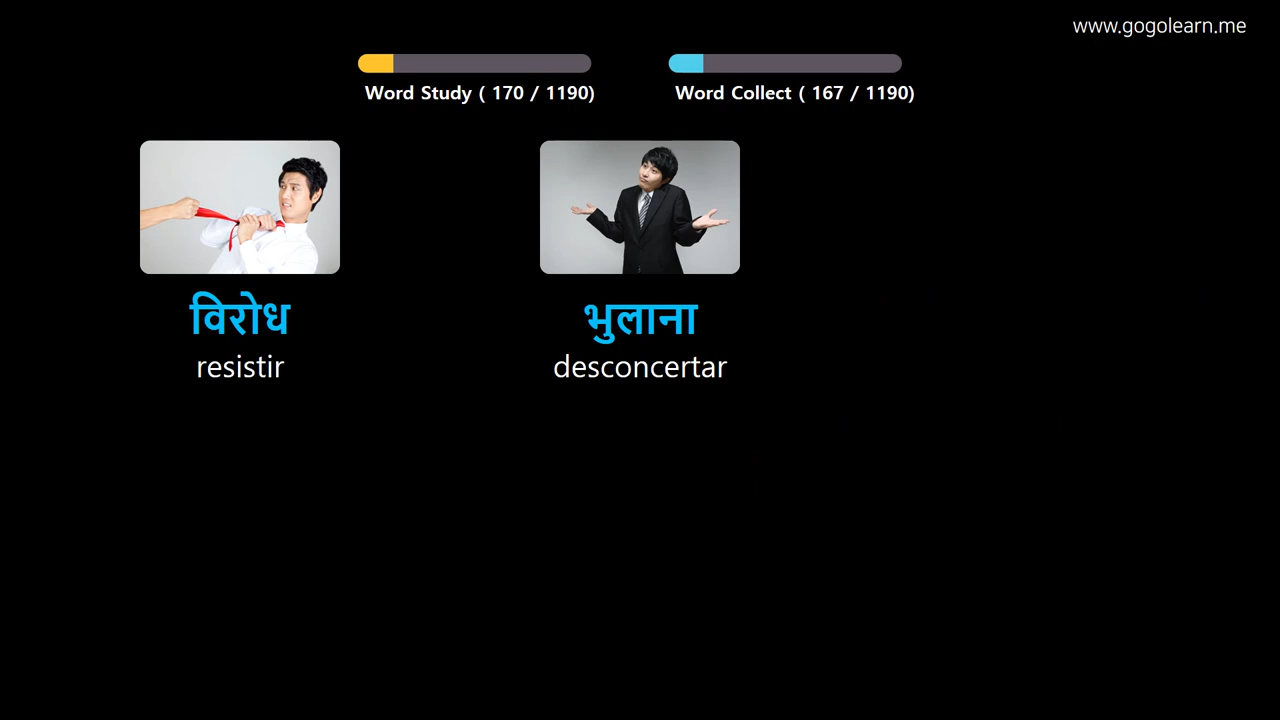 www.gogolearn.me
Word Study ( 170 / 1190)
Word Collect ( 167 / 1190)
विरोध
resistir
भुलाना
desconcertar